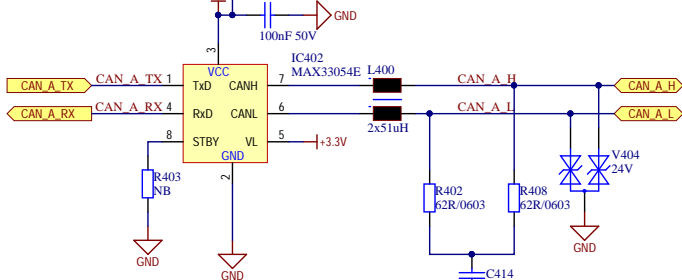 GND
100nF 50V
IC402
MAX33054E
L400
3
VCC
CAN_A_TX
CAN_A_TX
1
TxD
CANH
7
CAN_A_H
CAN_A_H
CAN_A_RX
CAN_A_RX
4
RxD
CANL
6
CAN_A_L
CAN_A_L
2x51uH
8
STBY
VL
5
+3.3V
GND
2
R403
NB
V404
24V
R402
62R/0603
R408
62R/0603
GND
GND
GND
C414